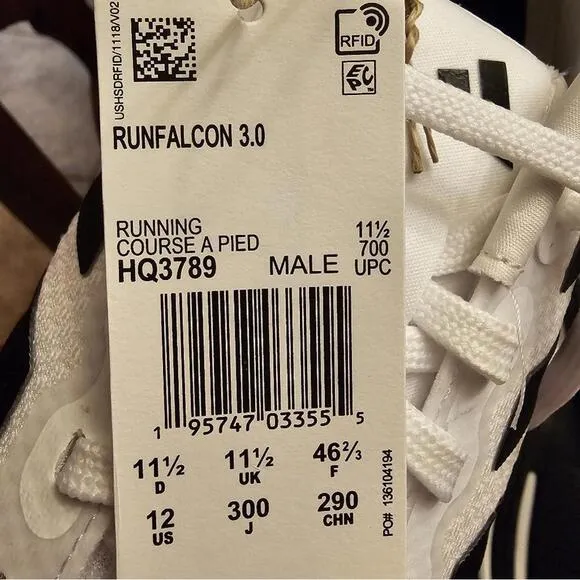 USHSDRFID/1118/V02
RFID
EPC™
RUNFALCON 3.0
RUNNING
COURSE A PIED
HQ3789 MALE
11½
700
UPC
1 95747 03355 5
11½ 11½ 46⅔
D UK F
12 300 290
US J CHN
PO# 136104194